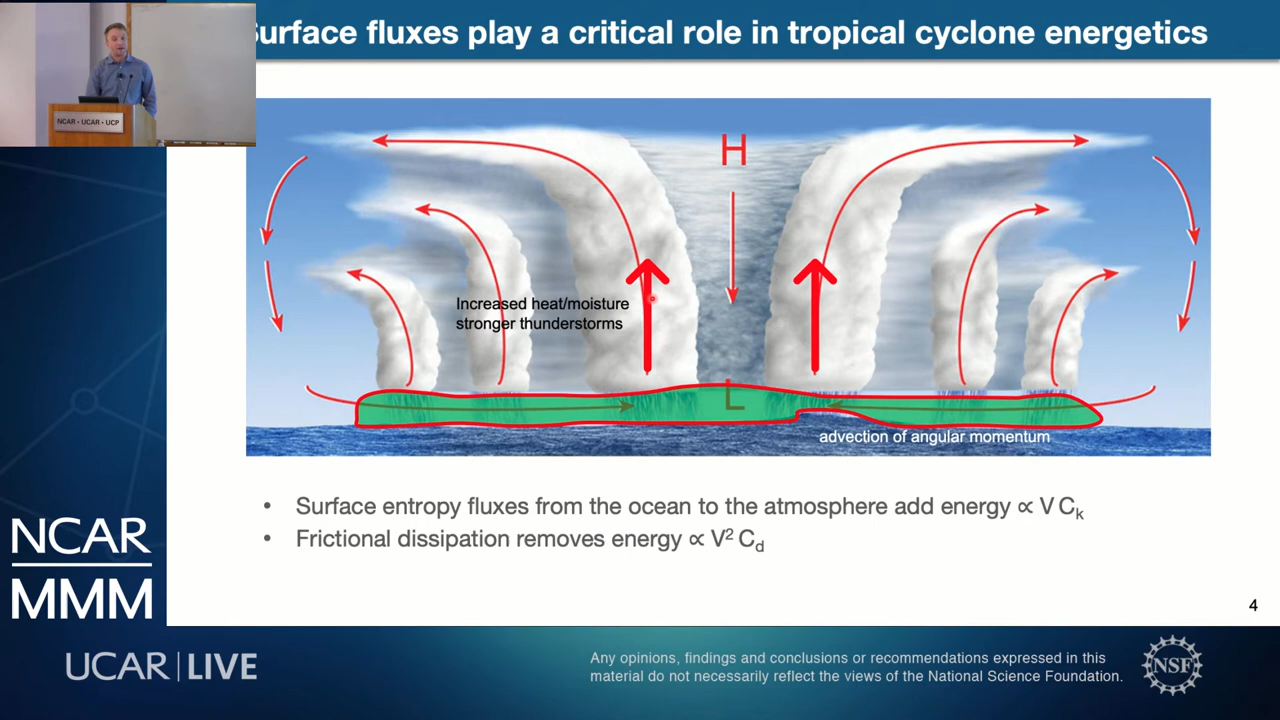 Surface fluxes play a critical role in tropical cyclone energetics
NCAR • UCAR • UCP
H
Increased heat/moisture
stronger thunderstorms
L
advection of angular momentum
• Surface entropy fluxes from the ocean to the atmosphere add energy ∝ V Cₖ
• Frictional dissipation removes energy ∝ V² C_d
4
NCAR
MMM
UCAR | LIVE
Any opinions, findings and conclusions or recommendations expressed in this
material do not necessarily reflect the views of the National Science Foundation.
NSF